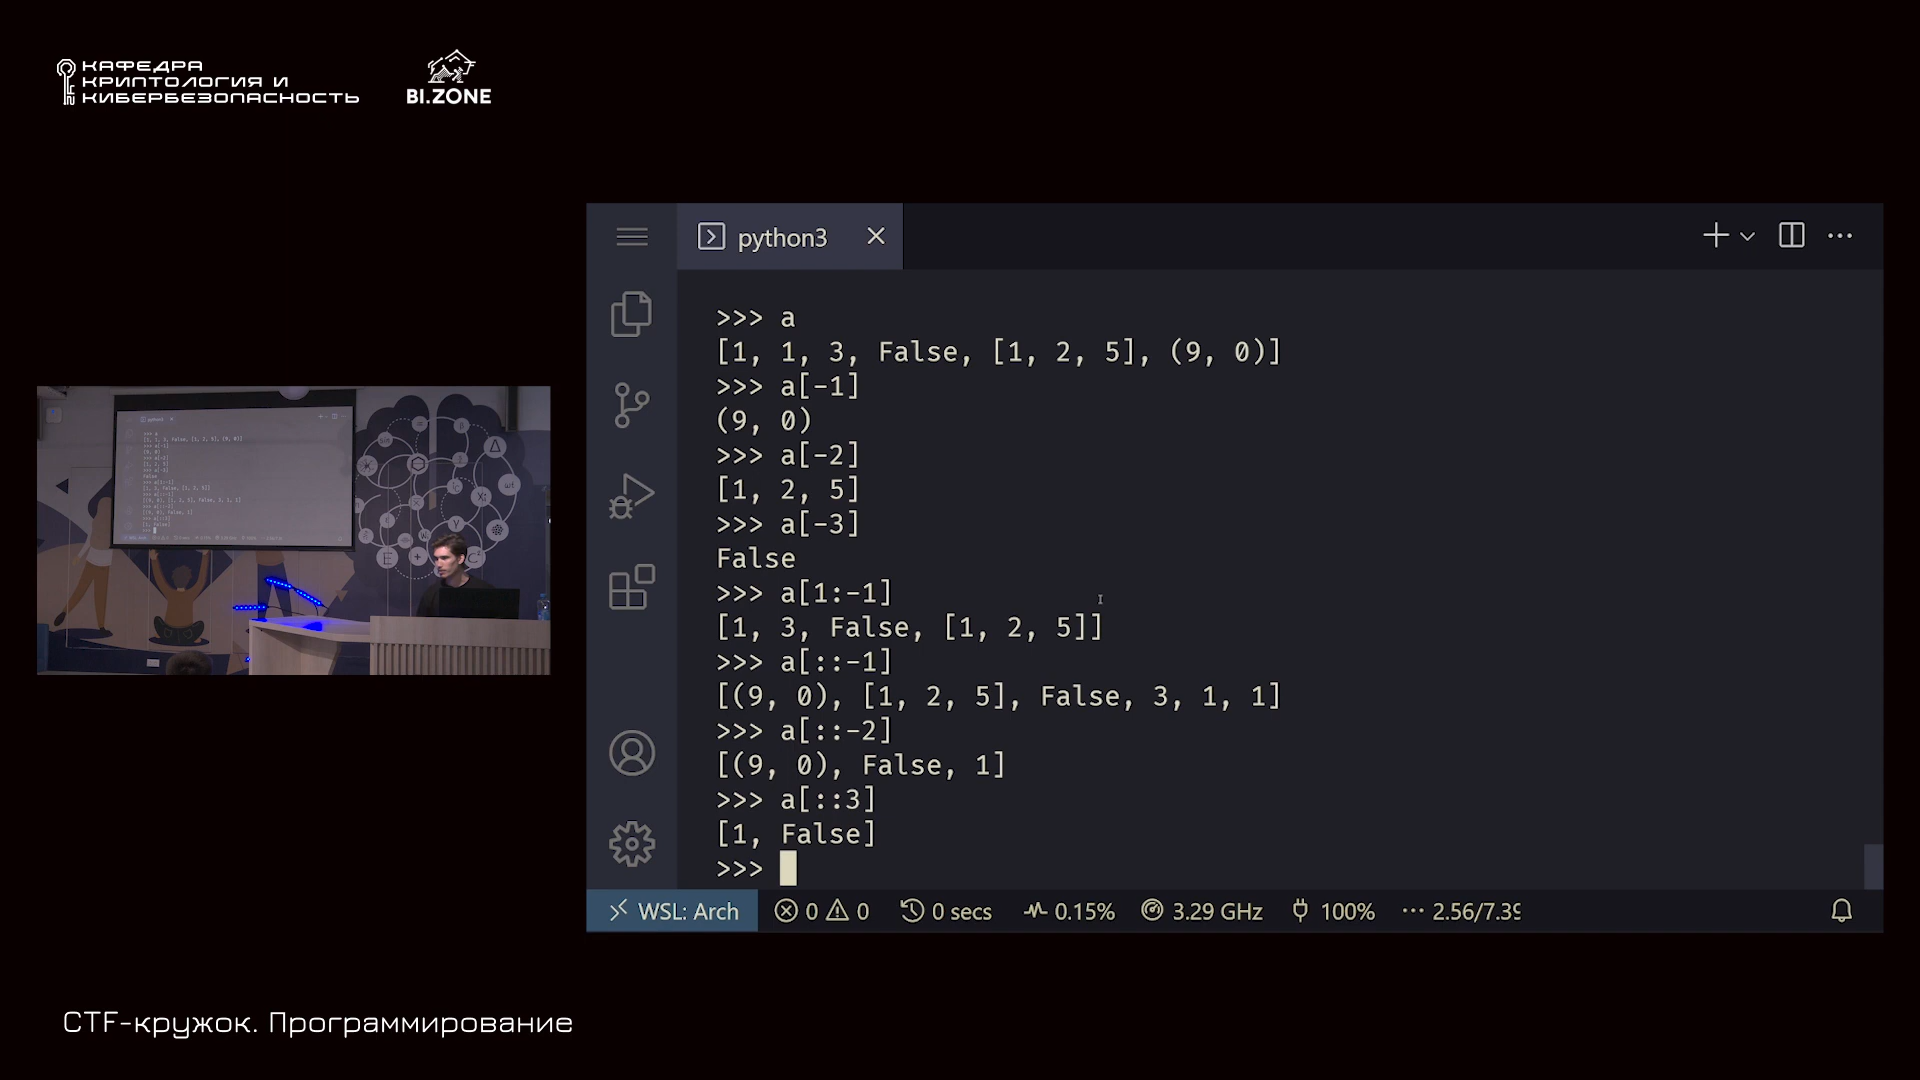 КАФЕДРА
КРИПТОЛОГИЯ И
КИБЕРБЕЗОПАСНОСТЬ
BI.ZONE
python3
>>> a
[1, 1, 3, False, [1, 2, 5], (9, 0)]
>>> a[-1]
(9, 0)
>>> a[-2]
[1, 2, 5]
>>> a[-3]
False
>>> a[1:-1]
[1, 3, False, [1, 2, 5]]
>>> a[::-1]
[(9, 0), [1, 2, 5], False, 3, 1, 1]
>>> a[::-2]
[(9, 0), False, 1]
>>> a[::3]
[1, False]
>>>
WSL: Arch 0 0 0 secs 0.15% 3.29 GHz 100% ··· 2.56/7.39
CTF-кружок. Программирование